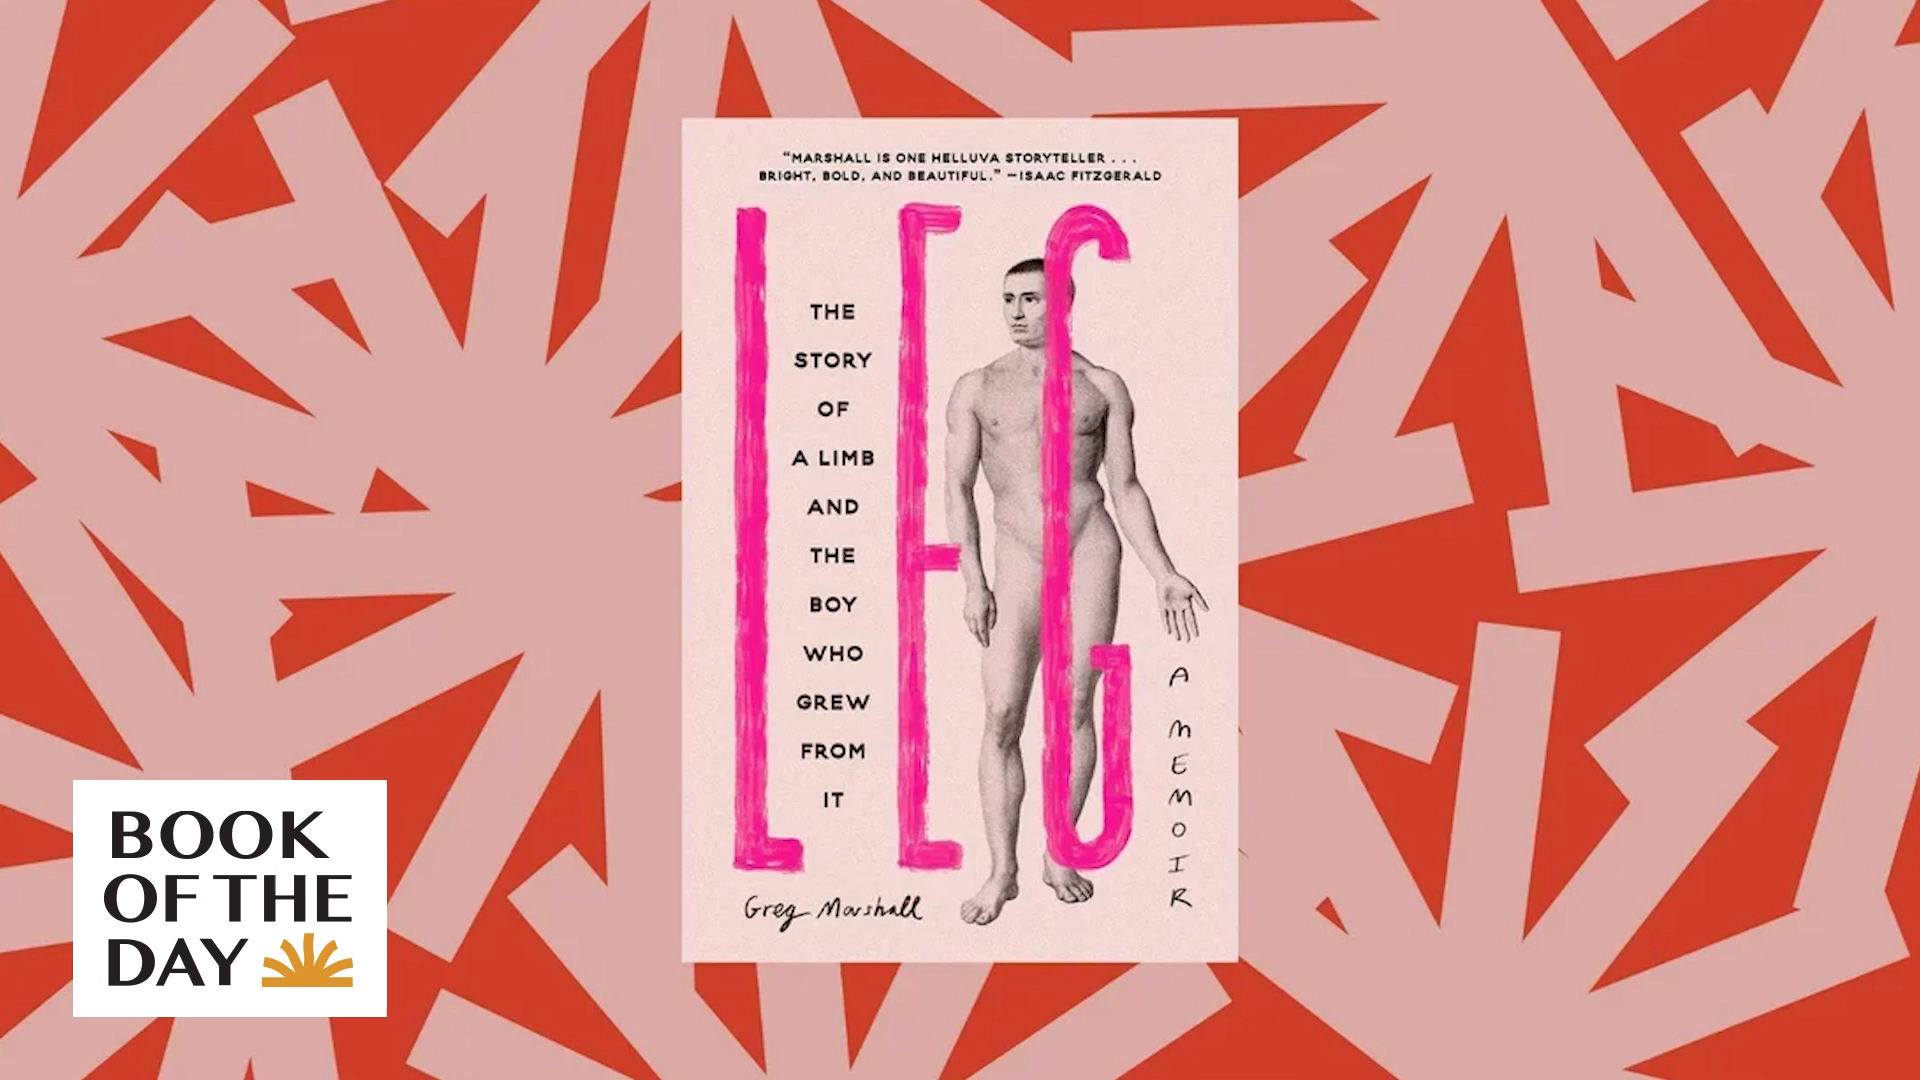 “MARSHALL IS ONE HELLUVA STORYTELLER . . .
BRIGHT, BOLD, AND BEAUTIFUL.” —ISAAC FITZGERALD
LEG
THE
STORY
OF
A LIMB
AND
THE
BOY
WHO
GREW
FROM
IT
A MEMOIR
Greg Marshall
BOOK
OF THE
DAY